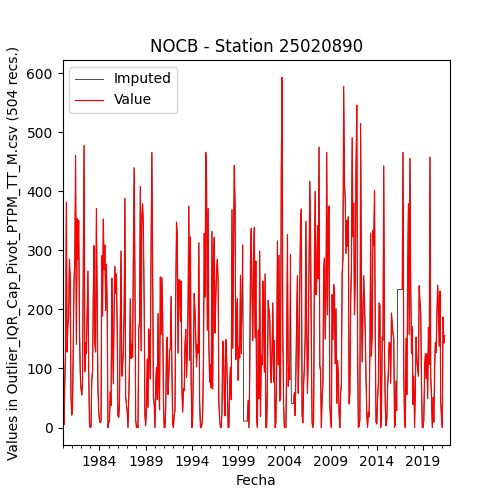 NOCB - Station 25020890
Imputed
Value
Values in Outlier_IQR_Cap_Pivot_PTPM_TT_M.csv (504 recs.)
600
500
400
300
200
100
0
1984 1989 1994 1999 2004 2009 2014 2019
Fecha